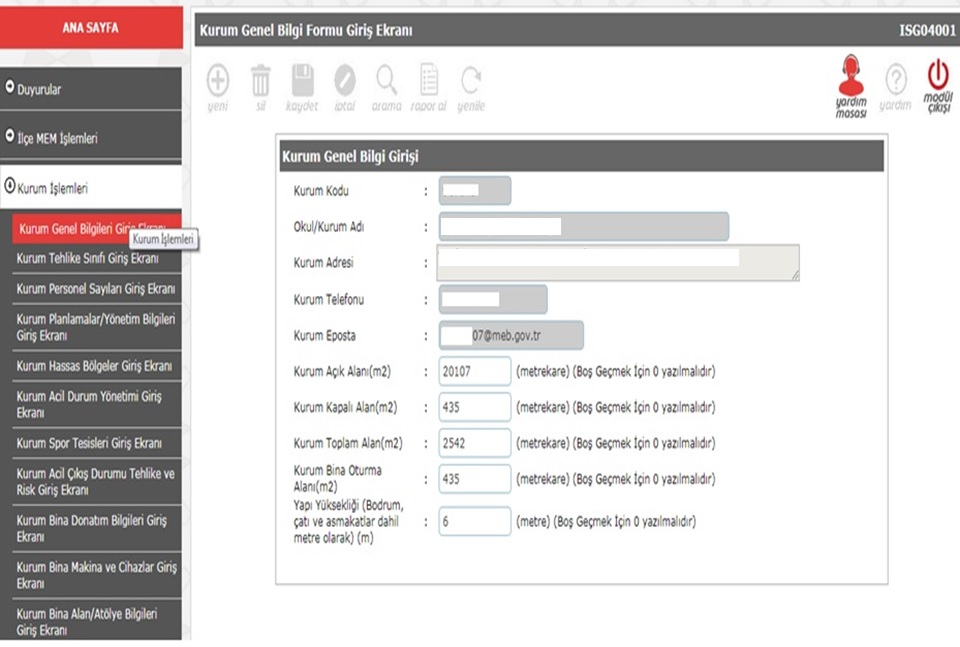 ANA SAYFA
Kurum Genel Bilgi Formu Giriş Ekranı
ISG04001
yeni
sil
kaydet
iptal
arama
rapor al
yenile
yardım
masası
yardım
modül
çıkışı
Duyurular
İlçe MEM İşlemleri
Kurum İşlemleri
Kurum Genel Bilgileri Giriş Ekranı
Kurum İşlemleri
Kurum Tehlike Sınıfı Giriş Ekranı
Kurum Personel Sayıları Giriş Ekranı
Kurum Planlamalar/Yönetim Bilgileri
Giriş Ekranı
Kurum Hassas Bölgeler Giriş Ekranı
Kurum Acil Durum Yönetimi Giriş
Ekranı
Kurum Spor Tesisleri Giriş Ekranı
Kurum Acil Çıkış Durumu Tehlike ve
Risk Giriş Ekranı
Kurum Bina Donatım Bilgileri Giriş
Ekranı
Kurum Bina Makina ve Cihazlar Giriş
Ekranı
Kurum Bina Alan/Atölye Bilgileri
Giriş Ekranı
Kurum Genel Bilgi Girişi
Kurum Kodu :
Okul/Kurum Adı :
Kurum Adresi :
Kurum Telefonu :
Kurum Eposta : 07@meb.gov.tr
Kurum Açık Alanı(m2) : 20107 (metrekare) (Boş Geçmek İçin 0 yazılmalıdır)
Kurum Kapalı Alan(m2) : 435 (metrekare) (Boş Geçmek İçin 0 yazılmalıdır)
Kurum Toplam Alan(m2) : 2542 (metrekare) (Boş Geçmek İçin 0 yazılmalıdır)
Kurum Bina Oturma
Alanı(m2) : 435 (metrekare) (Boş Geçmek İçin 0 yazılmalıdır)
Yapı Yüksekliği (Bodrum,
çatı ve asmakatlar dahil : 6 (metre) (Boş Geçmek İçin 0 yazılmalıdır)
metre olarak) (m)